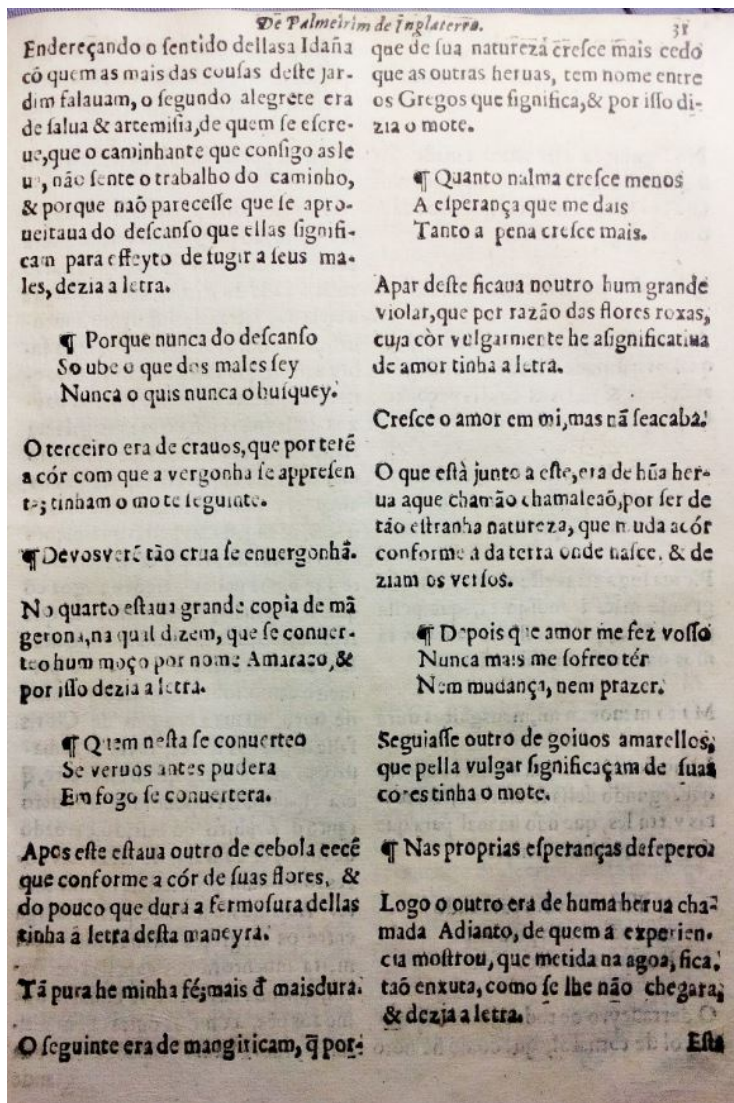 De Palmeirim de Inglaterra. 38
Endereçando o ſentido dellasa Idaña
cõ quem as mais das couſas deſte jar-
dim falauam, o ſegundo alegrete era
de ſalua & artemiſia, de quem ſe eſcre-
ue, que o caminhante que conſigo as le
ua, não ſente o trabalho do caminho,
& porque naõ pareceſſe que ſe apro-
ueitaua do deſcanſo que ellas ſignifi-
cam para effeyto de fugir a ſeus ma-
les, dezia a letra.
¶ Porque nunca do deſcanſo
Soube o que dos males ſey
Nunca o quis nunca o buſquey.
O terceiro era de crauos, que por terẽ
a cór com que a vergonha ſe appreſen
ta; tinham o mote ſeguinte.
¶ De vos verẽ tão crua ſe enuergonhã.
No quarto eſtaua grande copia de mã
gerona, na qual dizem, que ſe conuer-
teo hum moço por nome Amaraco, &
por iſſo dezia a letra.
¶ Quem neſta ſe conuerteo
Se veruos antes pudera
Em fogo ſe conuertera.
Apos eſte eſtaua outro de cebola cecẽ
que conforme a cór de ſuas flores, &
do pouco que dura a fermoſura dellas
tinha a letra deſta maneyra.
Tã pura he minha fé; mais đ mais dura.
O ſeguinte era de mangiricam, q̃ por-
que de ſua natureza creſce mais cedo
que as outras heruas, tem nome entre
os Gregos que ſignifica, & por iſſo di-
zia o mote.
¶ Quanto nalma creſce menos
A eſperança que me dais
Tanto a pena creſce mais.
Apar deſte ficaua noutro hum grande
violar, que por razão das flores roxas,
cuja còr vulgarmente he aſignificatiua
de amor tinha a letra.
Creſce o amor em mi, mas nã ſeacaba.
O que eſtà junto a eſte, era de hũa her-
ua aque chamão chamaleaõ, por ſer de
tão eſtranha natureza, que muda acór
conforme a da terra onde naſce, & de
ziam os verſos.
¶ Depois que amor me fez voſſo
Nunca mais me ſofreo tér
Nem mudança, nem prazer.
Seguiaſſe outro de goiuos amarellos,
que pella vulgar ſignificaçam de ſuas
cores tinha o mote.
¶ Nas proprias eſperanças deſeperoa
Logo o outro era de huma herua cha-
mada Adianto, de quem a experien-
cia moſtrou, que metida na agoa, fica,
taõ enxuta, como ſe lhe não chegara,
& dezia a letra.
Eſta